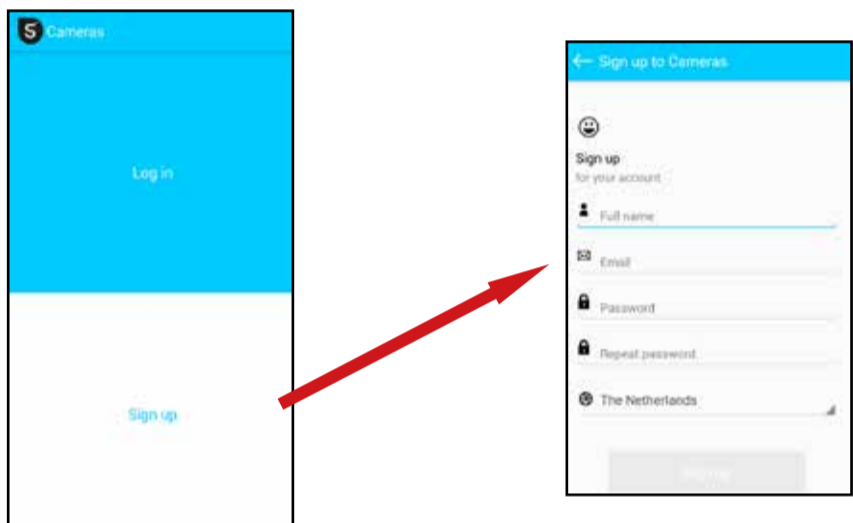 S Cameras
Log in
Sign up
← Sign up to Cameras
Sign up
for your account
Full name
Email
Password
Repeat password
The Netherlands